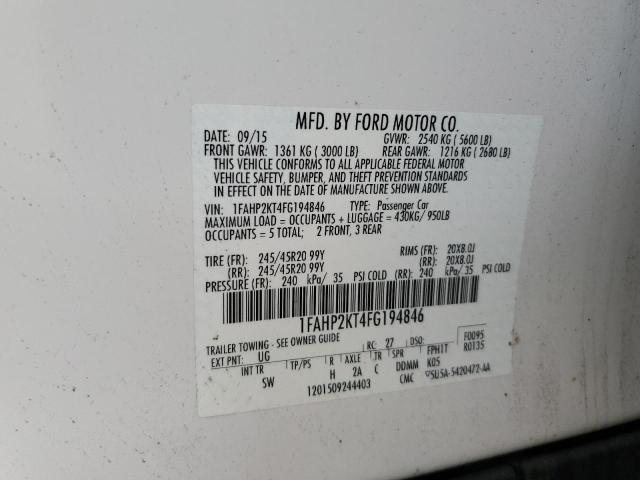 MFD. BY FORD MOTOR CO.
DATE: 09/15 GVWR: 2540 KG ( 5600 LB)
FRONT GAWR: 1361 KG ( 3000 LB) REAR GAWR: 1216 KG ( 2680 LB)
THIS VEHICLE CONFORMS TO ALL APPLICABLE FEDERAL MOTOR
VEHICLE SAFETY, BUMPER, AND THEFT PREVENTION STANDARDS
IN EFFECT ON THE DATE OF MANUFACTURE SHOWN ABOVE.
VIN: 1FAHP2KT4FG194846 TYPE: Passenger Car
MAXIMUM LOAD = OCCUPANTS + LUGGAGE = 430KG/ 950LB
OCCUPANTS = 5 TOTAL; 2 FRONT, 3 REAR
TIRE (FR): 245/45R20 99Y RIMS (FR): 20X8.0J
(RR): 245/45R20 99Y (RR): 20X8.0J
PRESSURE (FR): 240 kPa/ 35 PSI COLD (RR): 240 kPa/ 35 PSI COLD
1FAHP2KT4FG194846
TRAILER TOWING - SEE OWNER GUIDE F0095
EXT PNT: UG RC: 27 DSO: R0135
INT TR TP/PS R AXLE TR SPR FPH1T
SW H 2A C DDMM K05
1201509244403 CMC SU5A-5420472-AA